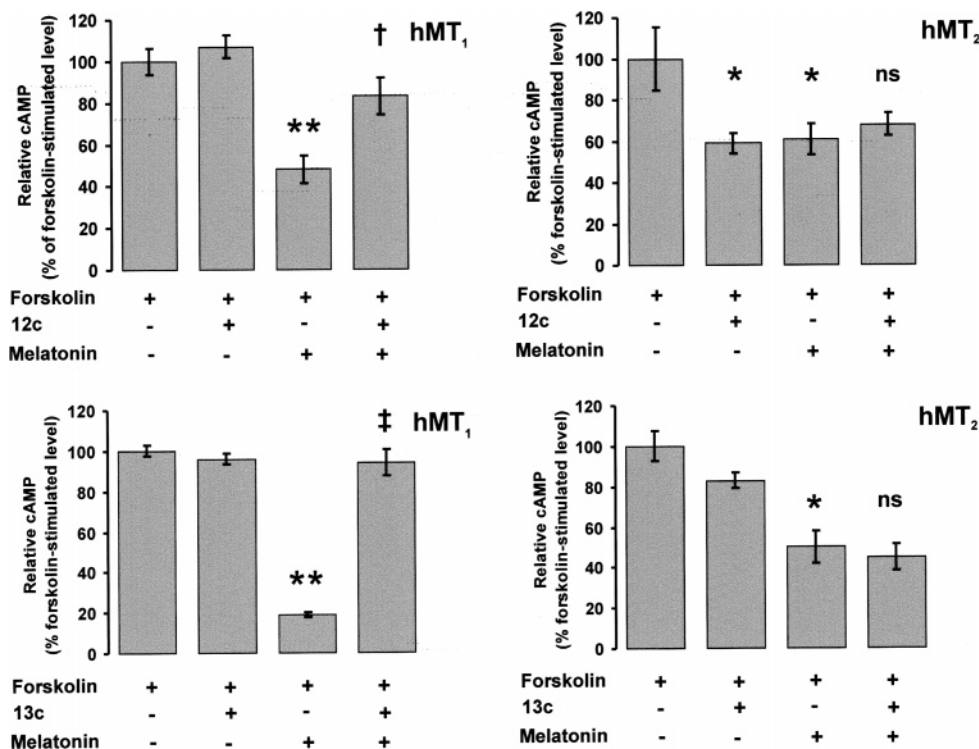 120
100
80
60
40
20
0
Relative cAMP
(% of forskolin-stimulated level)
† hMT₁
**
Forskolin + + + +
12c - + - +
Melatonin - - + +
120
100
80
60
40
20
0
Relative cAMP
(% forskolin-stimulated level)
hMT₂
* * ns
Forskolin + + + +
12c - + - +
Melatonin - - + +
120
100
80
60
40
20
0
Relative cAMP
(% forskolin-stimulated level)
‡ hMT₁
**
Forskolin + + + +
13c - + - +
Melatonin - - + +
120
100
80
60
40
20
0
Relative cAMP
(% forskolin-stimulated level)
hMT₂
* ns
Forskolin + + + +
13c - + - +
Melatonin - - + +